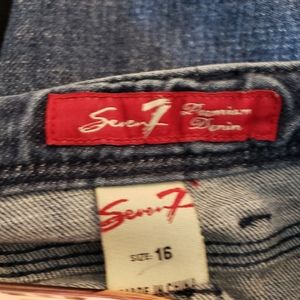 Seven7 Premium
Denim
Seven7
SIZE: 16
MADE IN CHINA